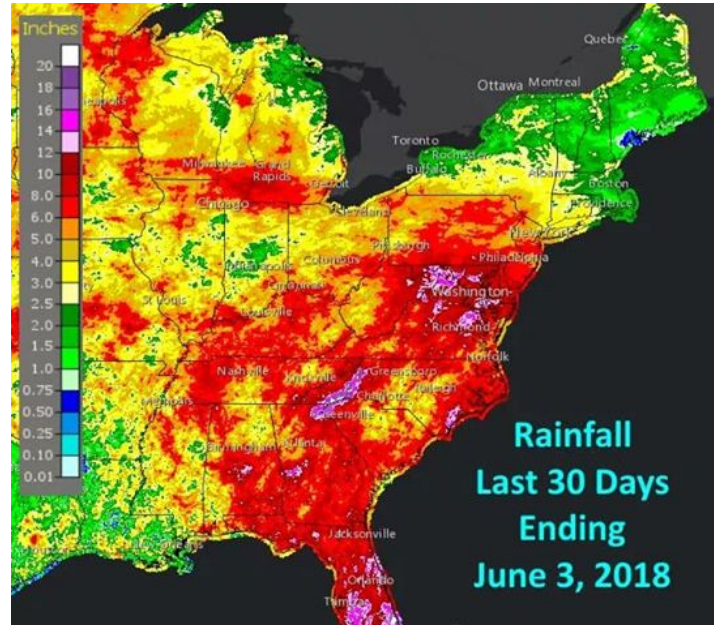 Inches
20
18
16
14
12
10
8.0
6.0
5.0
4.0
3.0
2.5
2.0
1.5
1.0
0.75
0.50
0.25
0.10
0.01
Quebec
Ottawa Montreal
Toronto
Rochester
Buffalo
Albany
Boston
Providence
Milwaukee
Grand
Rapids
Detroit
Chicago
Cleveland
New York
Pittsburgh
Philadelphia
Indianapolis
Columbus
Cincinnati
Washington
St Louis
Louisville
Richmond
Norfolk
Nashville
Knoxville
Greensboro
Raleigh
Charlotte
Memphis
Greenville
Birmingham
Atlanta
Jacksonville
Orlando
Tampa
Rainfall
Last 30 Days
Ending
June 3, 2018